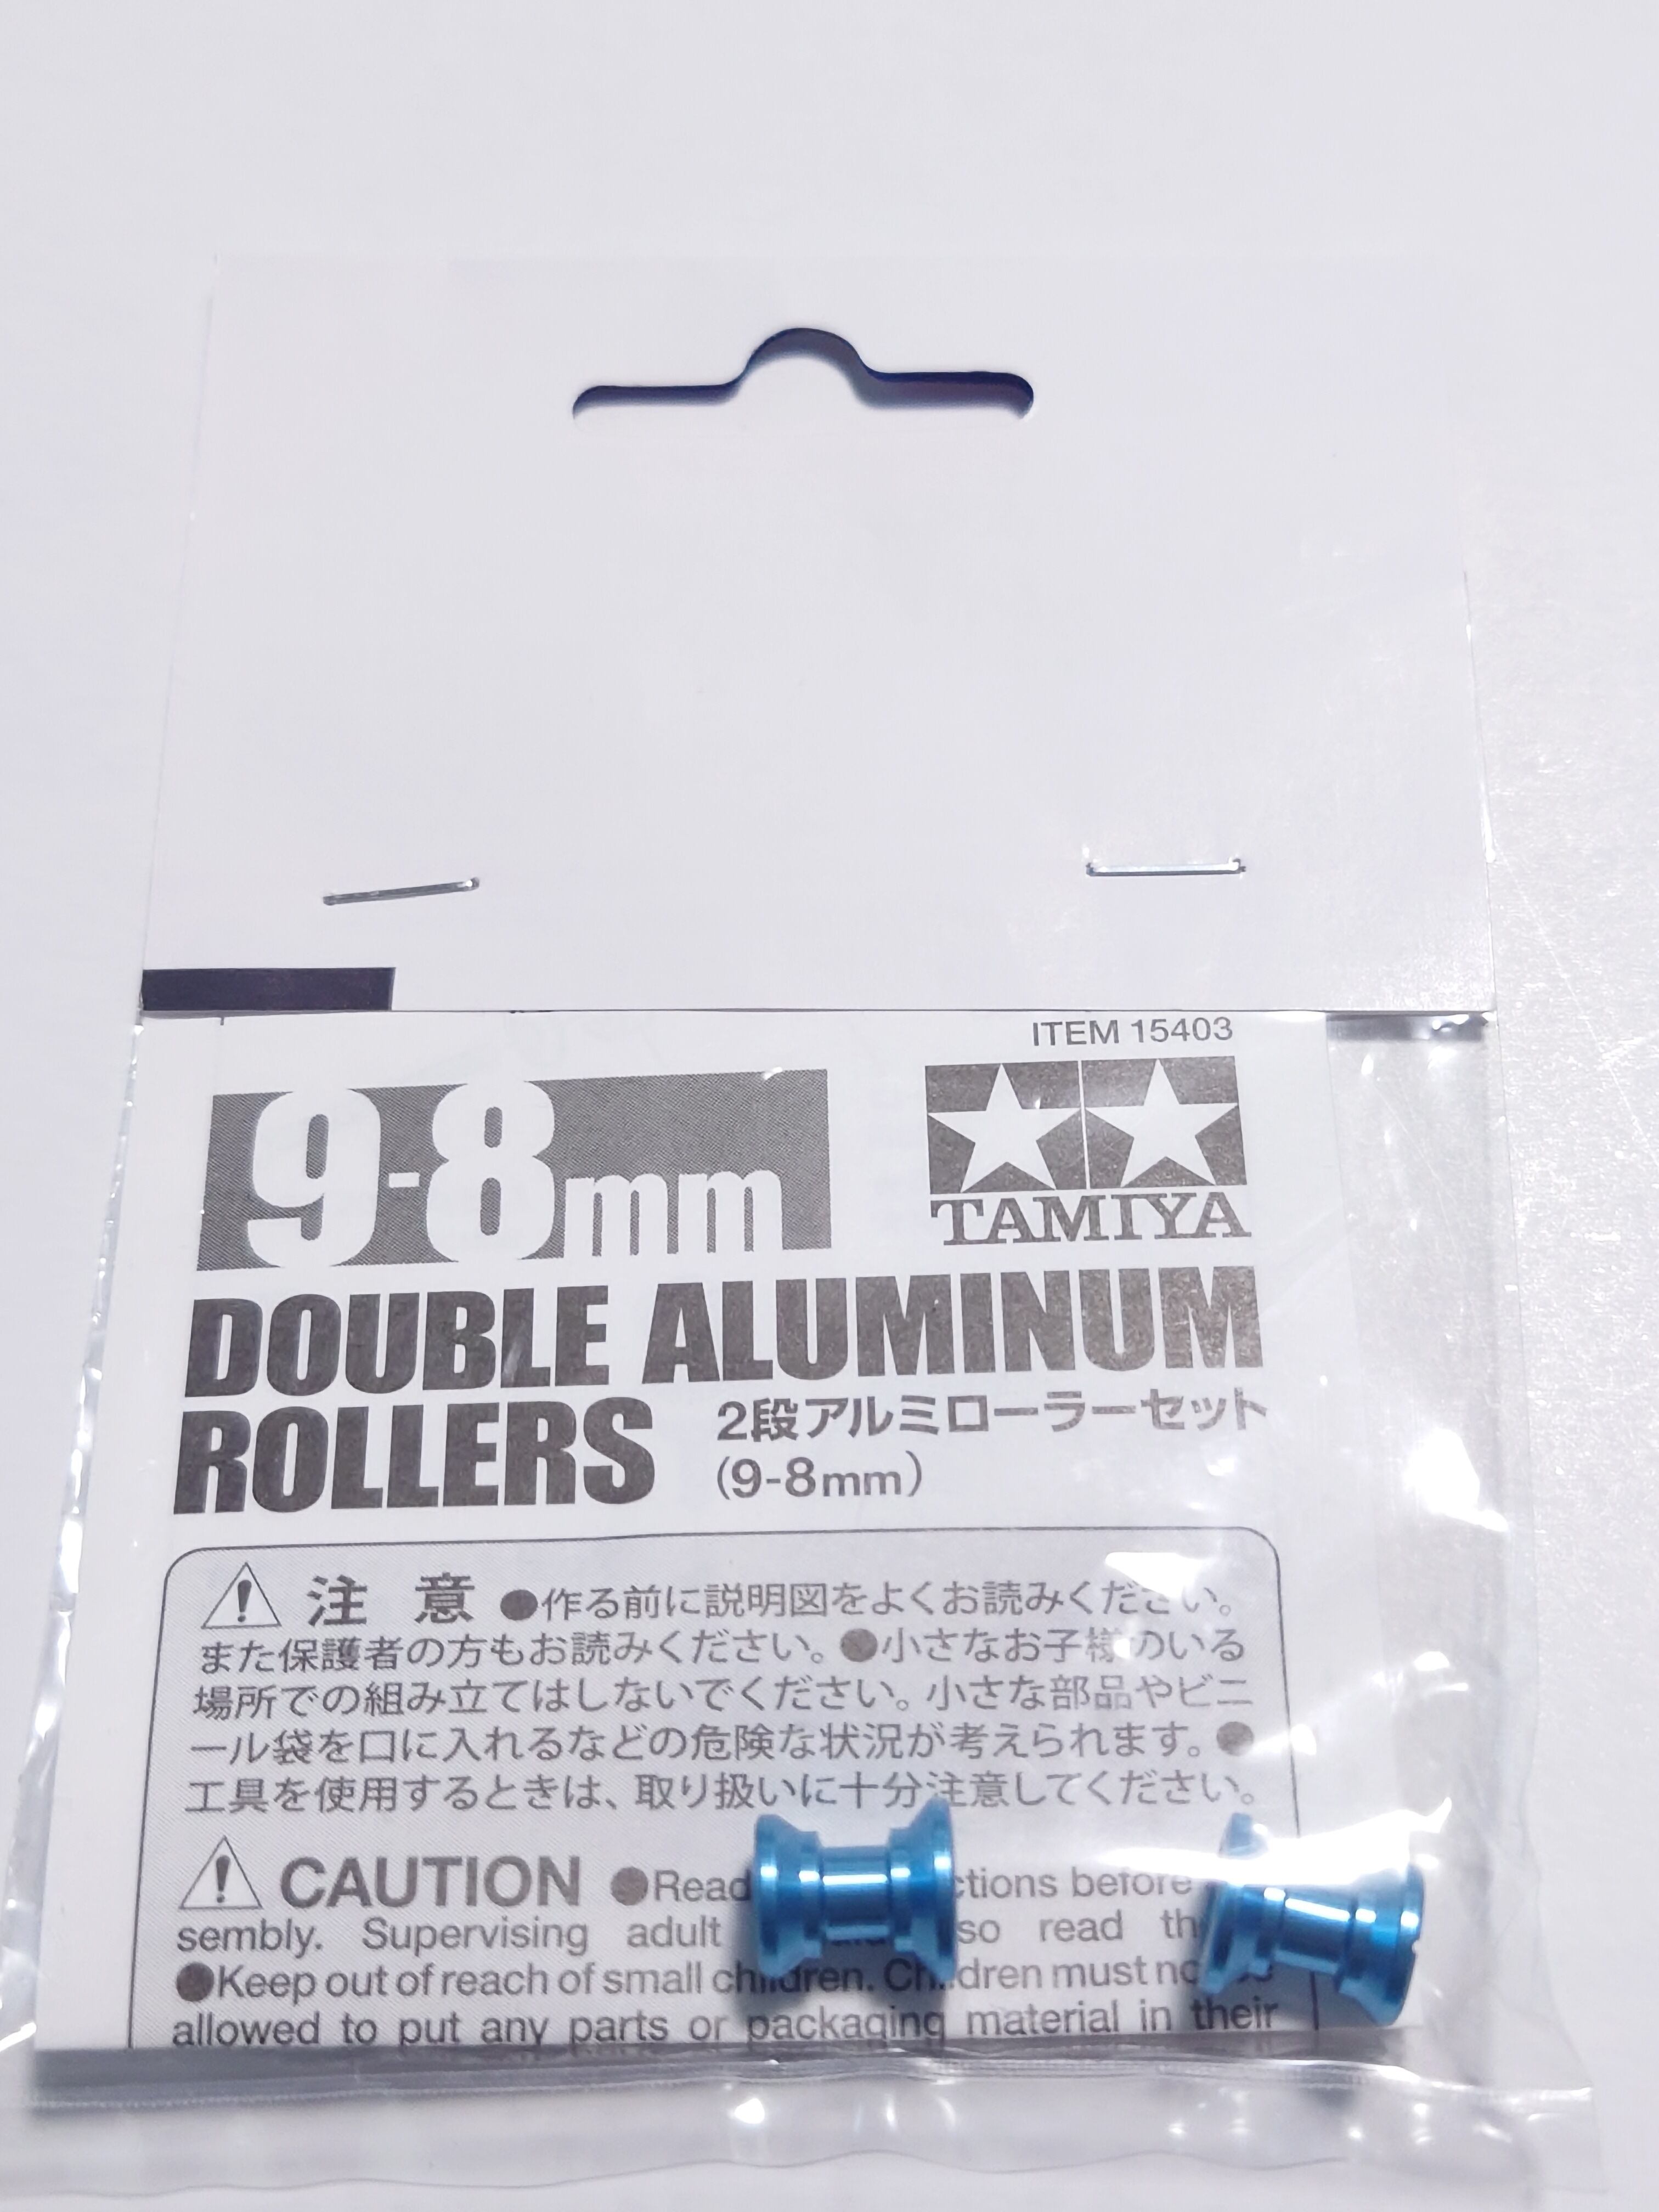 ITEM 15403
9-8mm
TAMIYA
DOUBLE ALUMINUM
ROLLERS
2段アルミローラーセット
(9-8mm)
注 意 ●作る前に説明図をよくお読みください。
また保護者の方もお読みください。●小さなお子様のいる
場所での組み立てはしないでください。小さな部品やビニ
ール袋を口に入れるなどの危険な状況が考えられます。●
工具を使用するときは、取り扱いに十分注意してください。
CAUTION ●Read ctions before
sembly. Supervising adult so read th
●Keep out of reach of small children. Children must
allowed to put any parts or packaging material in their